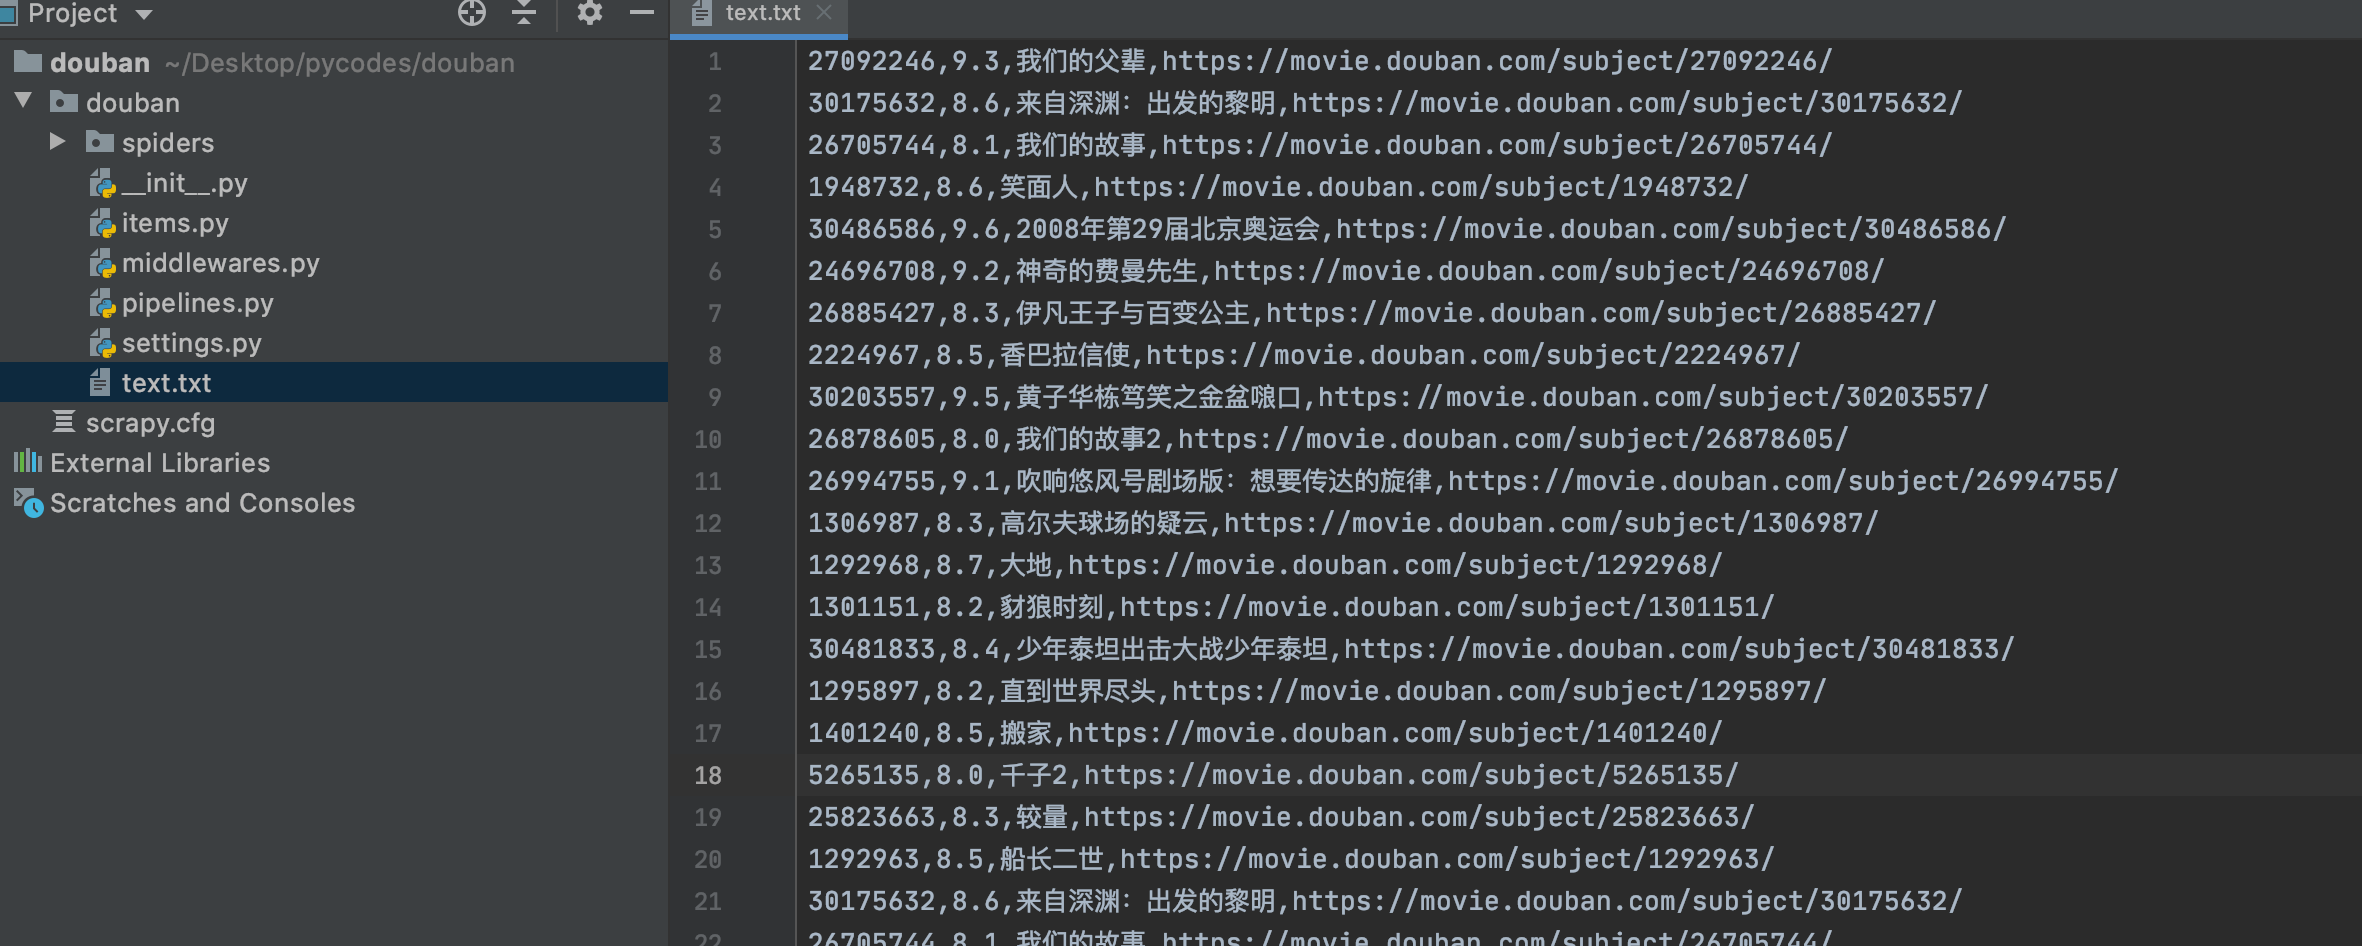 Project
text.txt
douban ~/Desktop/pycodes/douban
douban
spiders
__init__.py
items.py
middlewares.py
pipelines.py
settings.py
text.txt
scrapy.cfg
External Libraries
Scratches and Consoles
1 27092246,9.3,我们的父辈,https://movie.douban.com/subject/27092246/
2 30175632,8.6,来自深渊：出发的黎明,https://movie.douban.com/subject/30175632/
3 26705744,8.1,我们的故事,https://movie.douban.com/subject/26705744/
4 1948732,8.6,笑面人,https://movie.douban.com/subject/1948732/
5 30486586,9.6,2008年第29届北京奥运会,https://movie.douban.com/subject/30486586/
6 24696708,9.2,神奇的费曼先生,https://movie.douban.com/subject/24696708/
7 26885427,8.3,伊凡王子与百变公主,https://movie.douban.com/subject/26885427/
8 2224967,8.5,香巴拉信使,https://movie.douban.com/subject/2224967/
9 30203557,9.5,黄子华栋笃笑之金盆𠺘口,https://movie.douban.com/subject/30203557/
10 26878605,8.0,我们的故事2,https://movie.douban.com/subject/26878605/
11 26994755,9.1,吹响悠风号剧场版：想要传达的旋律,https://movie.douban.com/subject/26994755/
12 1306987,8.3,高尔夫球场的疑云,https://movie.douban.com/subject/1306987/
13 1292968,8.7,大地,https://movie.douban.com/subject/1292968/
14 1301151,8.2,豺狼时刻,https://movie.douban.com/subject/1301151/
15 30481833,8.4,少年泰坦出击大战少年泰坦,https://movie.douban.com/subject/30481833/
16 1295897,8.2,直到世界尽头,https://movie.douban.com/subject/1295897/
17 1401240,8.5,搬家,https://movie.douban.com/subject/1401240/
18 5265135,8.0,千子2,https://movie.douban.com/subject/5265135/
19 25823663,8.3,较量,https://movie.douban.com/subject/25823663/
20 1292963,8.5,船长二世,https://movie.douban.com/subject/1292963/
21 30175632,8.6,来自深渊：出发的黎明,https://movie.douban.com/subject/30175632/
22 26705744,8.1,我们的故事,https://movie.douban.com/subject/26705744/